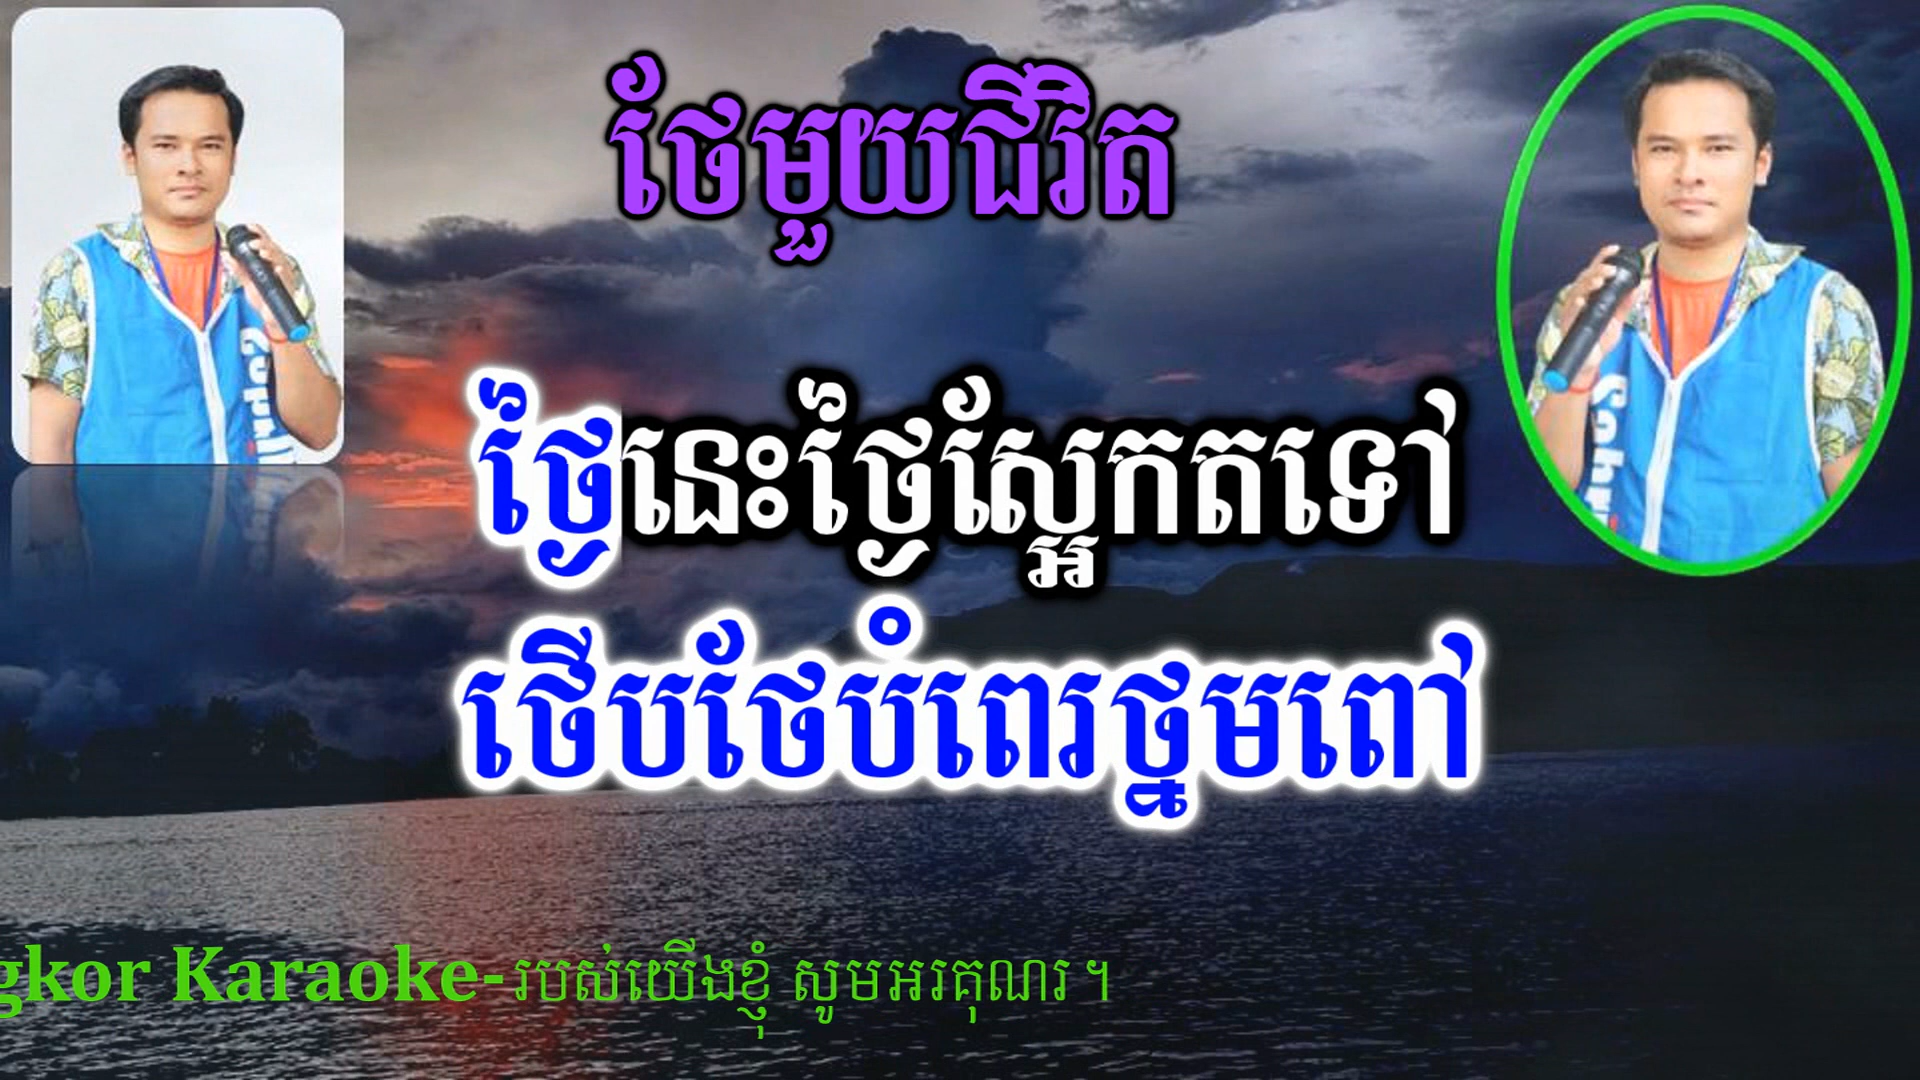 ថែមួយជីវិត
ថ្ងៃនេះថ្ងៃស្អែកតទៅ
ថើបថែបំពេរថ្នមពៅ
gkor Karaoke-របស់យើងខ្ញុំ សូមអរគុណរ។